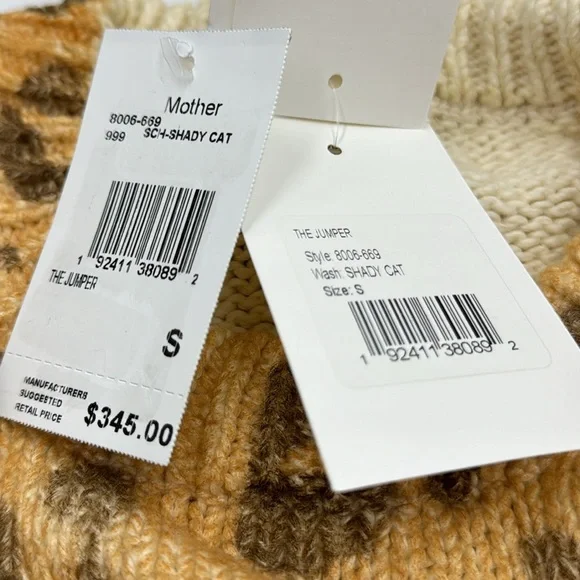 Mother
8006-669
999 SCH-SHADY CAT
1 92411 38089 2
THE JUMPER
S
MANUFACTURERS
SUGGESTED
RETAIL PRICE
$345.00
THE JUMPER
Style: 8006-669
Wash: SHADY CAT
Size: S
1 92411 38089 2